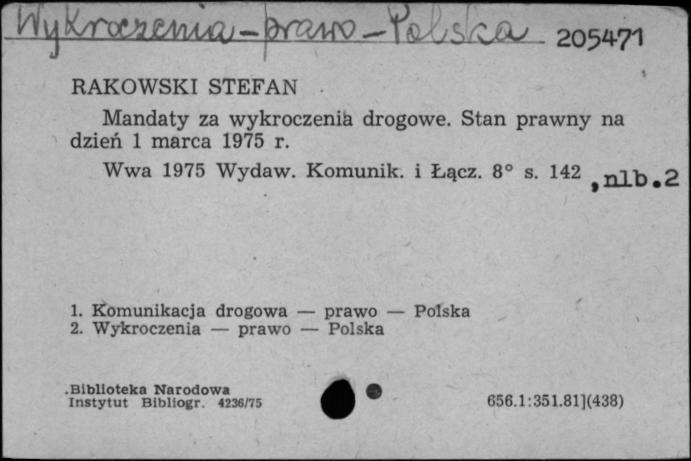 Wykroczenia – prawo – Polska 205471
RAKOWSKI STEFAN
Mandaty za wykroczenia drogowe. Stan prawny na
dzień 1 marca 1975 r.
Wwa 1975 Wydaw. Komunik. i Łącz. 8° s. 142 , nlb. 2
1. Komunikacja drogowa — prawo — Polska
2. Wykroczenia — prawo — Polska
Biblioteka Narodowa
Instytut Bibliogr. 4236/75
656.1:351.81](438)